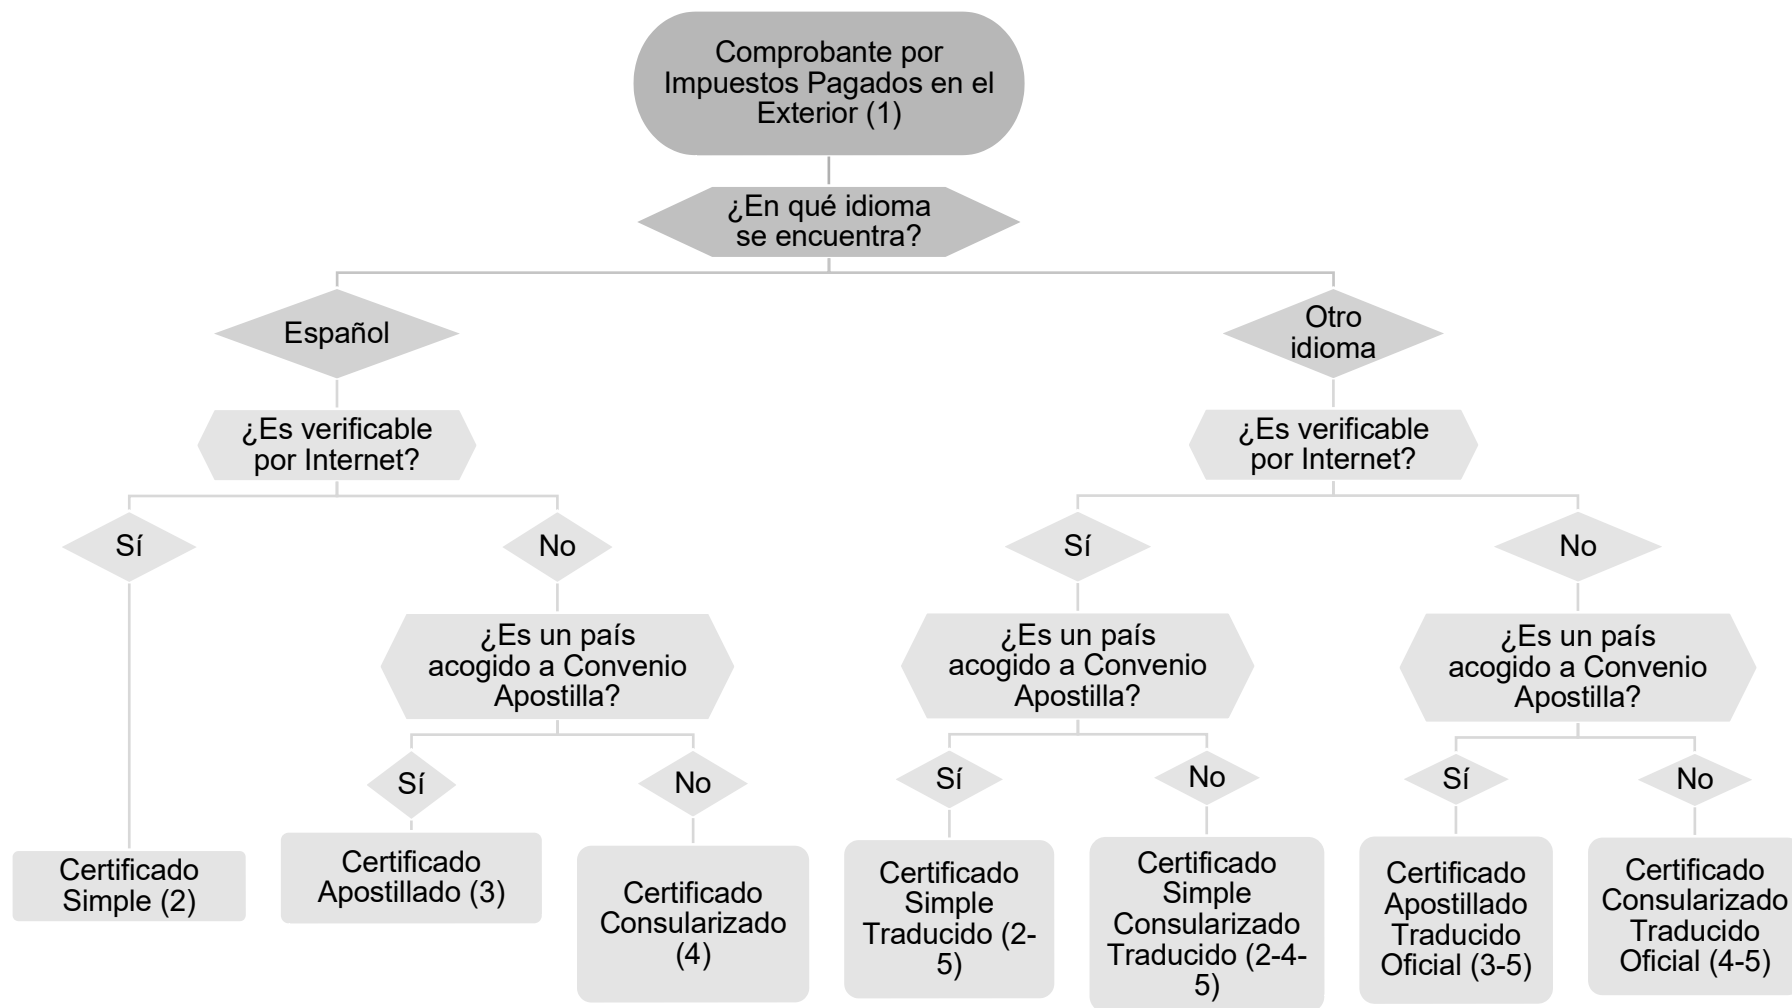 Comprobante por
Impuestos Pagados en el
Exterior (1)
¿En qué idioma
se encuentra?
Español
Otro
idioma
¿Es verificable
por Internet?
¿Es verificable
por Internet?
Sí
No
Sí
No
¿Es un país
acogido a Convenio
Apostilla?
¿Es un país
acogido a Convenio
Apostilla?
¿Es un país
acogido a Convenio
Apostilla?
Sí
No
Sí
No
Sí
No
Certificado
Simple (2)
Certificado
Apostillado (3)
Certificado
Consularizado
(4)
Certificado
Simple
Traducido (2-
5)
Certificado
Simple
Consularizado
Traducido (2-4-
5)
Certificado
Apostillado
Traducido
Oficial (3-5)
Certificado
Consularizado
Traducido
Oficial (4-5)